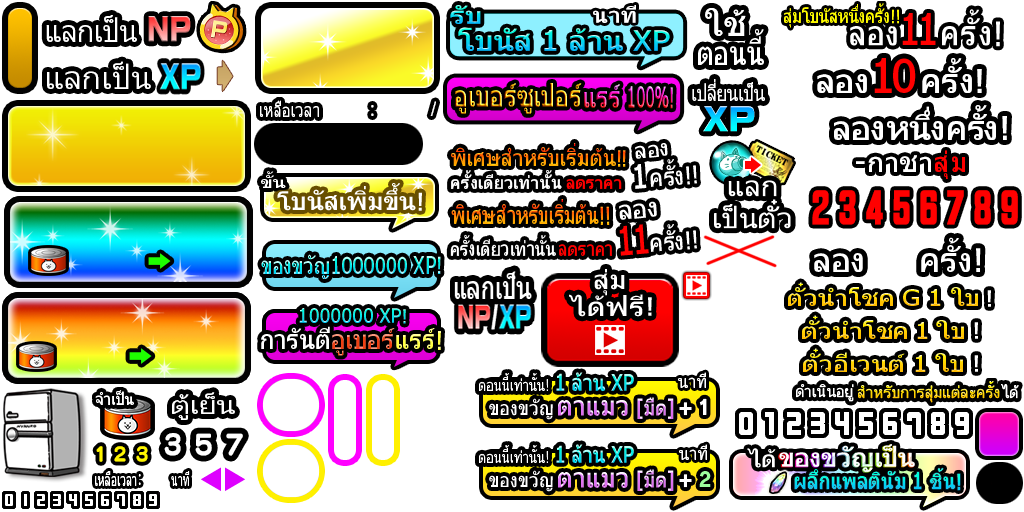 แลกเป็น NP P
แลกเป็น XP
รับ นาที
โบนัส 1 ล้าน XP
ใช้
ตอนนี้
สุ่มโบนัสหนึ่งครั้ง!!
ลอง11ครั้ง!
ลอง10ครั้ง!
อูเบอร์ซูเปอร์แรร์ 100%!
เปลี่ยนเป็น
XP
เหลือเวลา : /
ลองหนึ่งครั้ง!
-กาชาสุ่ม
พิเศษสำหรับเริ่มต้น!! ลอง
ครั้งเดียวเท่านั้น ลดราคา 1ครั้ง!!
TICKET
แลก
เป็นตั๋ว
ขั้น
โบนัสเพิ่มขึ้น!
พิเศษสำหรับเริ่มต้น!! ลอง
ครั้งเดียวเท่านั้น ลดราคา 11ครั้ง!!
23456789
ของขวัญ1000000 XP!
ลอง ครั้ง!
แลกเป็น
NP/XP
สุ่ม
ได้ฟรี!
ตั๋วนำโชค G 1 ใบ !
ตั๋วนำโชค 1 ใบ !
ตั๋วอีเวนต์ 1 ใบ !
1000000 XP!
การันตีอูเบอร์แรร์!
ตอนนี้เท่านั้น! 1 ล้าน XP นาที
ของขวัญ ตาแมว [มืด] + 1
ดำเนินอยู่ สำหรับการสุ่มแต่ละครั้ง ได้
0123456789
จำเป็น
ตู้เย็น
123
357
เหลือเวลา: นาที
0123456789
ตอนนี้เท่านั้น! 1 ล้าน XP นาที
ของขวัญ ตาแมว [มืด] + 2
ได้ ของขวัญเป็น
ผลึกแพลตินัม 1 ชิ้น!